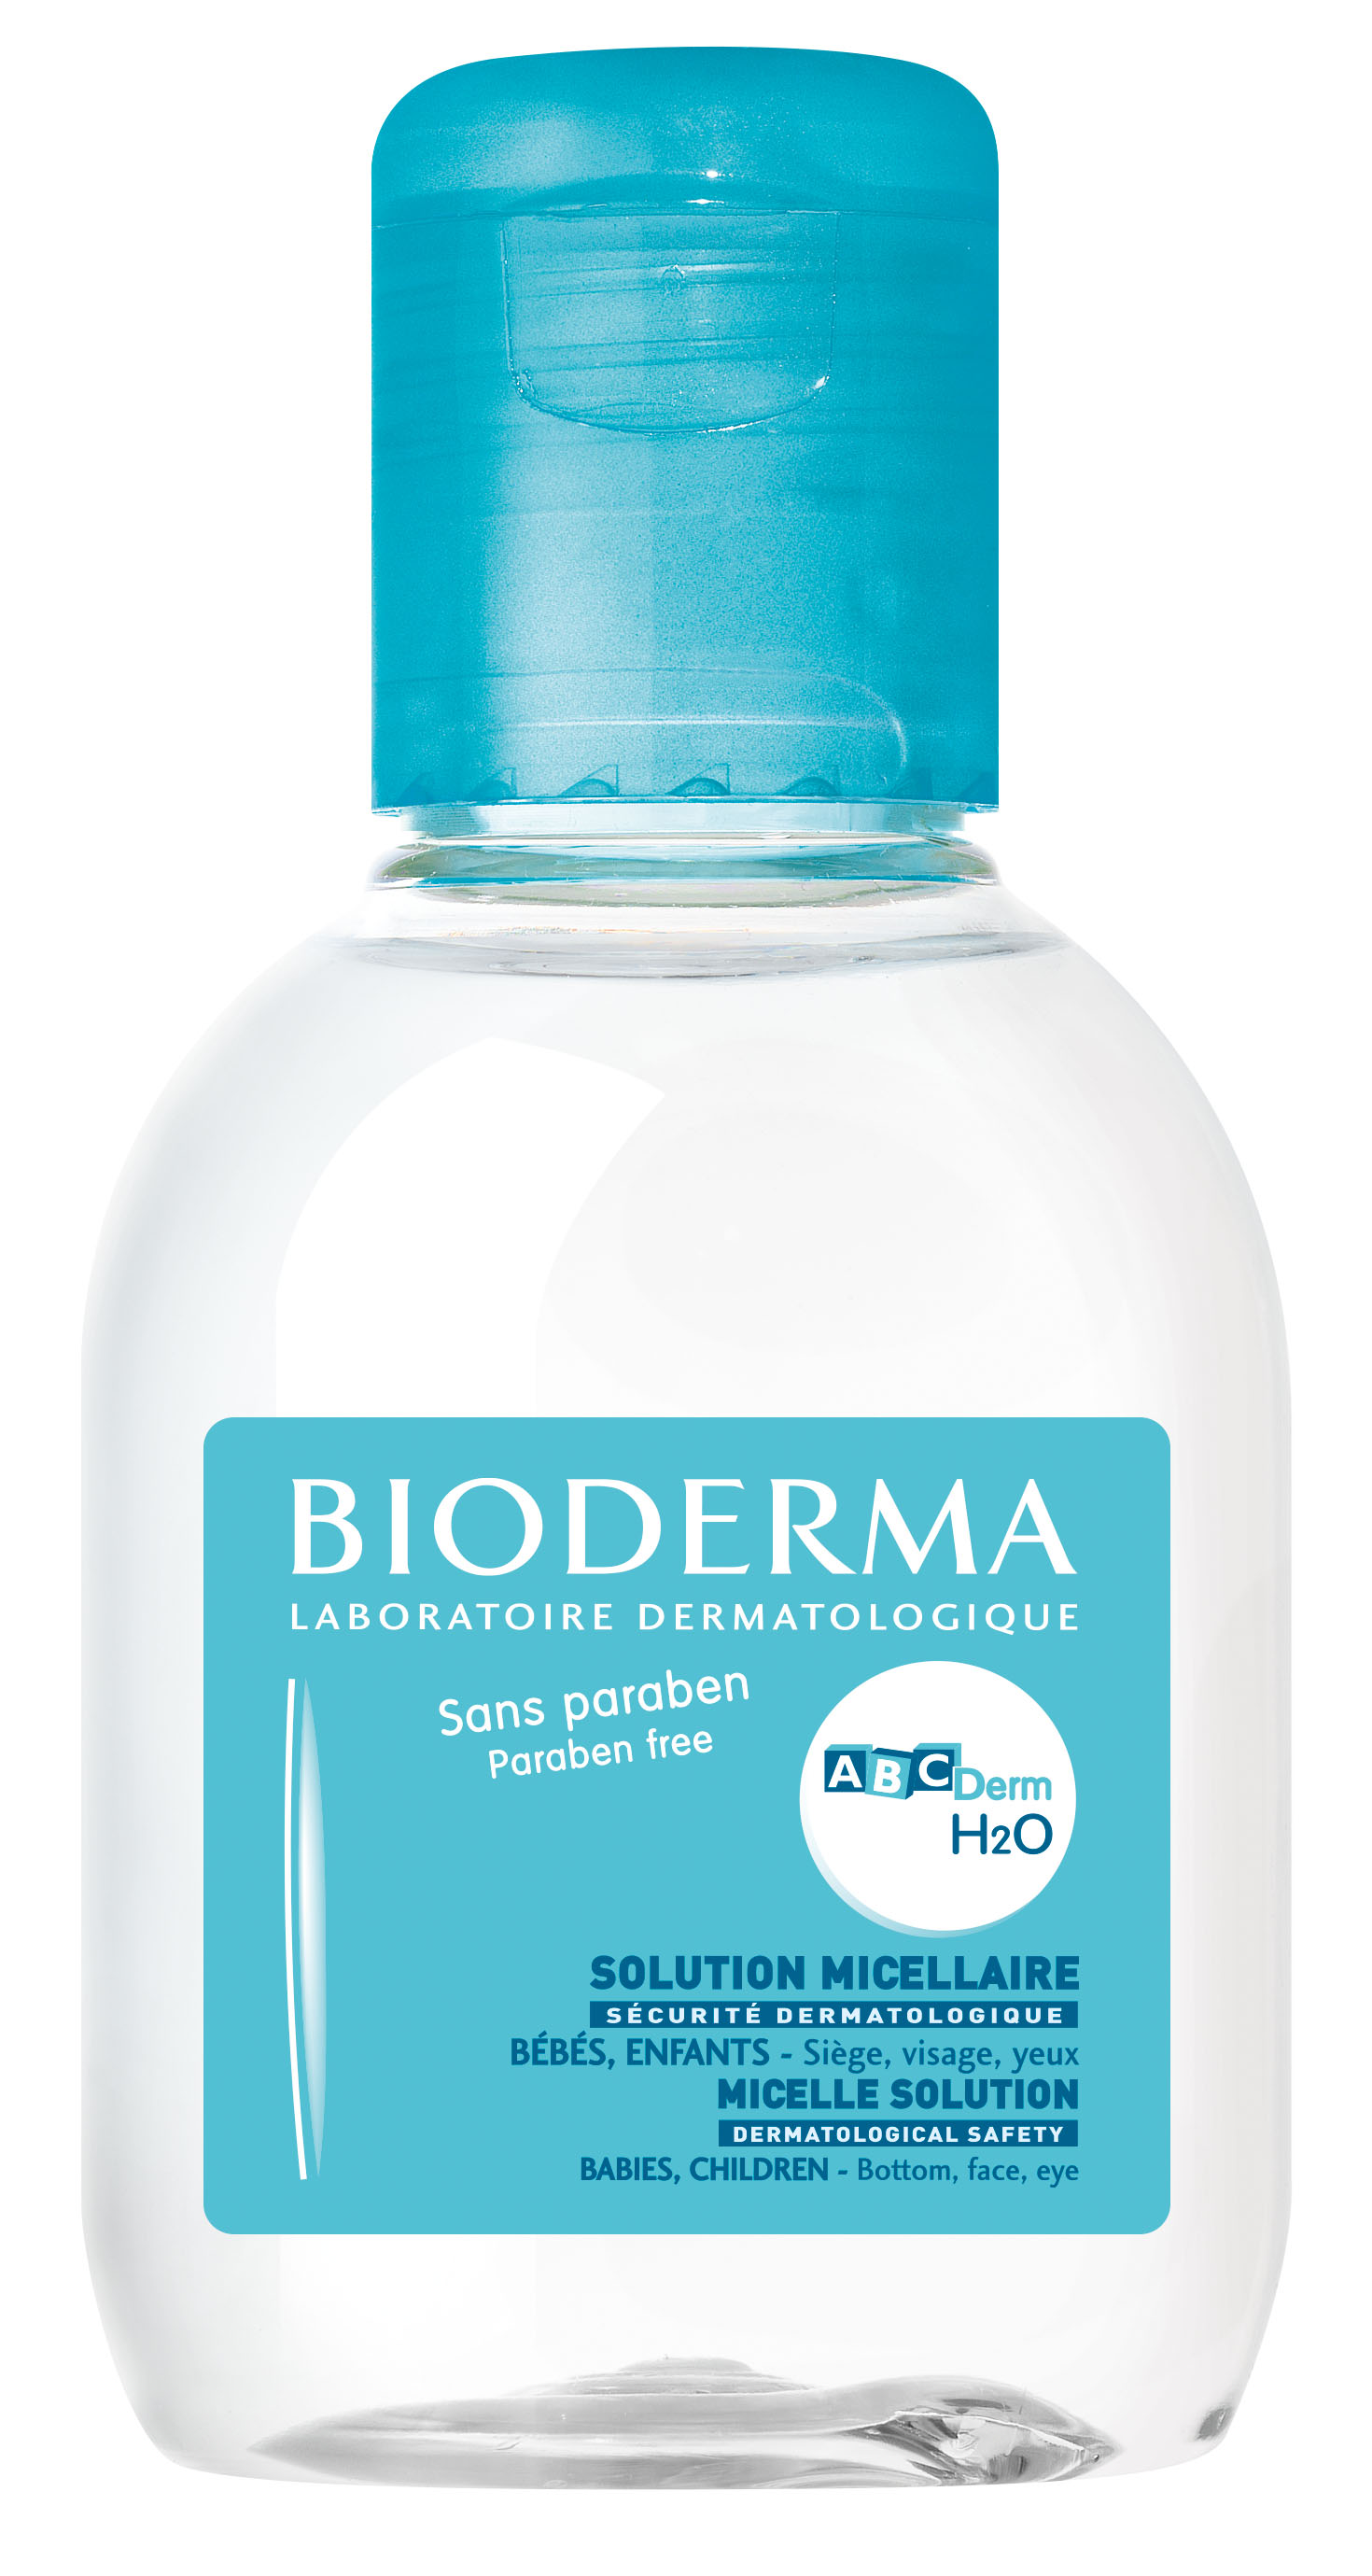 BIODERMA
LABORATOIRE DERMATOLOGIQUE
Sans paraben
Paraben free
ABCDerm
H2O
SOLUTION MICELLAIRE
SÉCURITÉ DERMATOLOGIQUE
BÉBÉS, ENFANTS - Siège, visage, yeux
MICELLE SOLUTION
DERMATOLOGICAL SAFETY
BABIES, CHILDREN - Bottom, face, eye